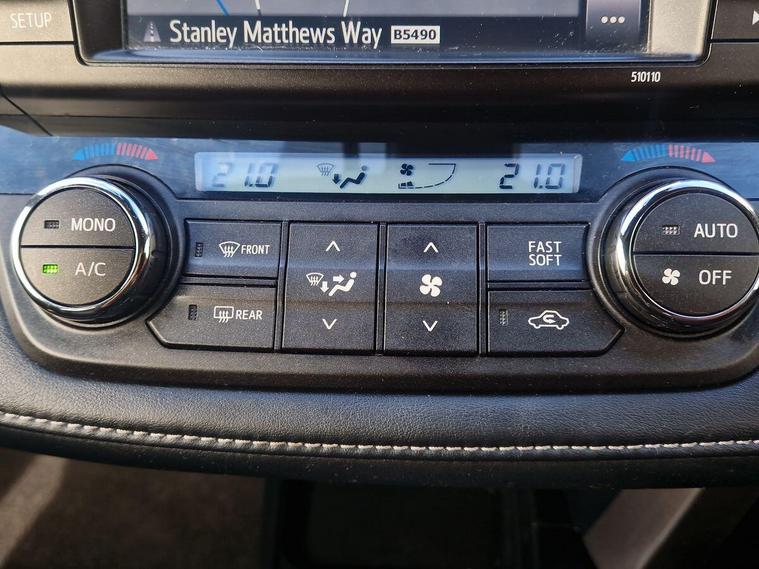 SETUP
Stanley Matthews Way B5490
510110
21.0 21.0
MONO
A/C
FRONT
REAR
FAST
SOFT
AUTO
OFF